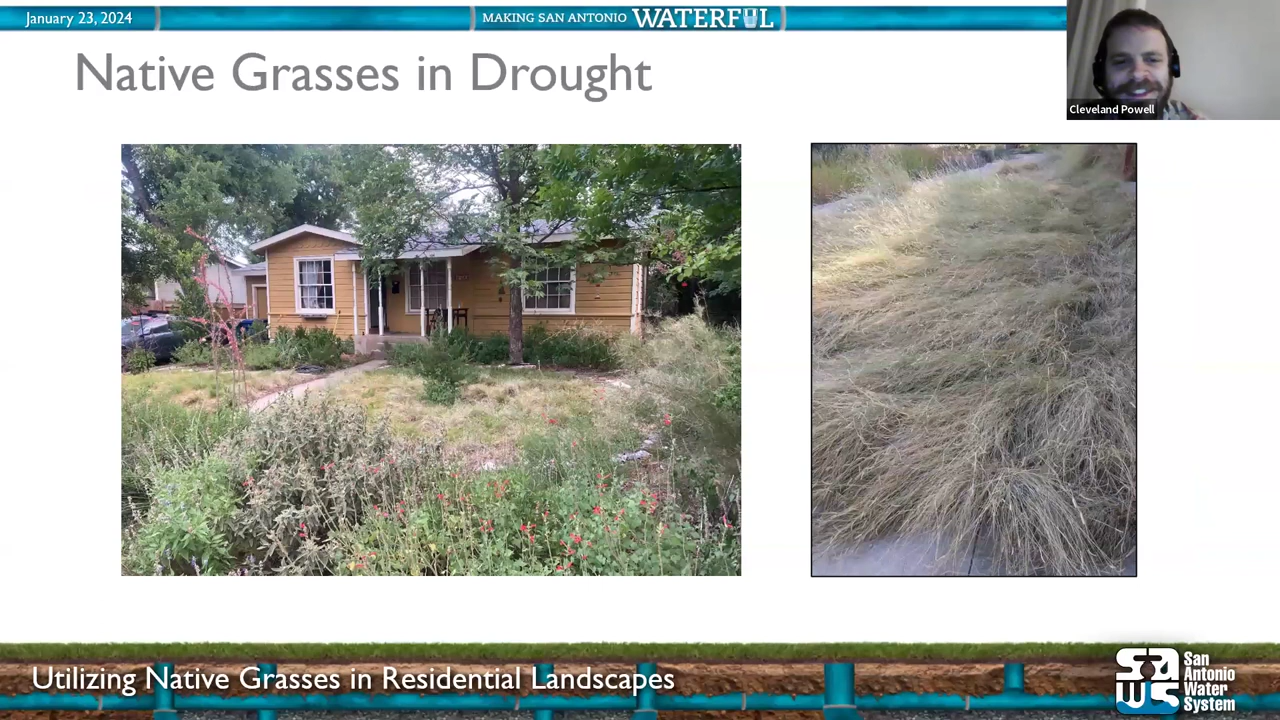 January 23, 2024
MAKING SAN ANTONIO WATERFUL
Native Grasses in Drought
Cleveland Powell
Utilizing Native Grasses in Residential Landscapes
SAWS
San
Antonio
Water
System